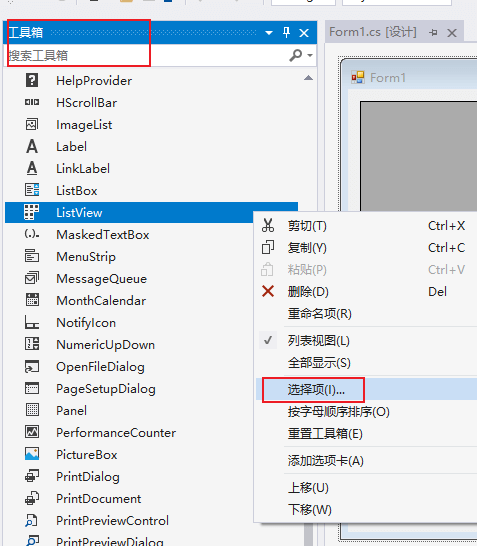 工具箱
Form1.cs [设计]
搜索工具箱
Form1
HelpProvider
HScrollBar
ImageList
Label
LinkLabel
ListBox
ListView
MaskedTextBox
MenuStrip
MessageQueue
MonthCalendar
NotifyIcon
NumericUpDown
OpenFileDialog
PageSetupDialog
Panel
PerformanceCounter
PictureBox
PrintDialog
PrintDocument
PrintPreviewControl
PrintPreviewDialog
剪切(T) Ctrl+X
复制(Y) Ctrl+C
粘贴(P) Ctrl+V
删除(D) Del
重命名项(R)
列表视图(L)
全部显示(S)
选择项(I)...
按字母顺序排序(O)
重置工具箱(E)
添加选项卡(A)
上移(U)
下移(W)